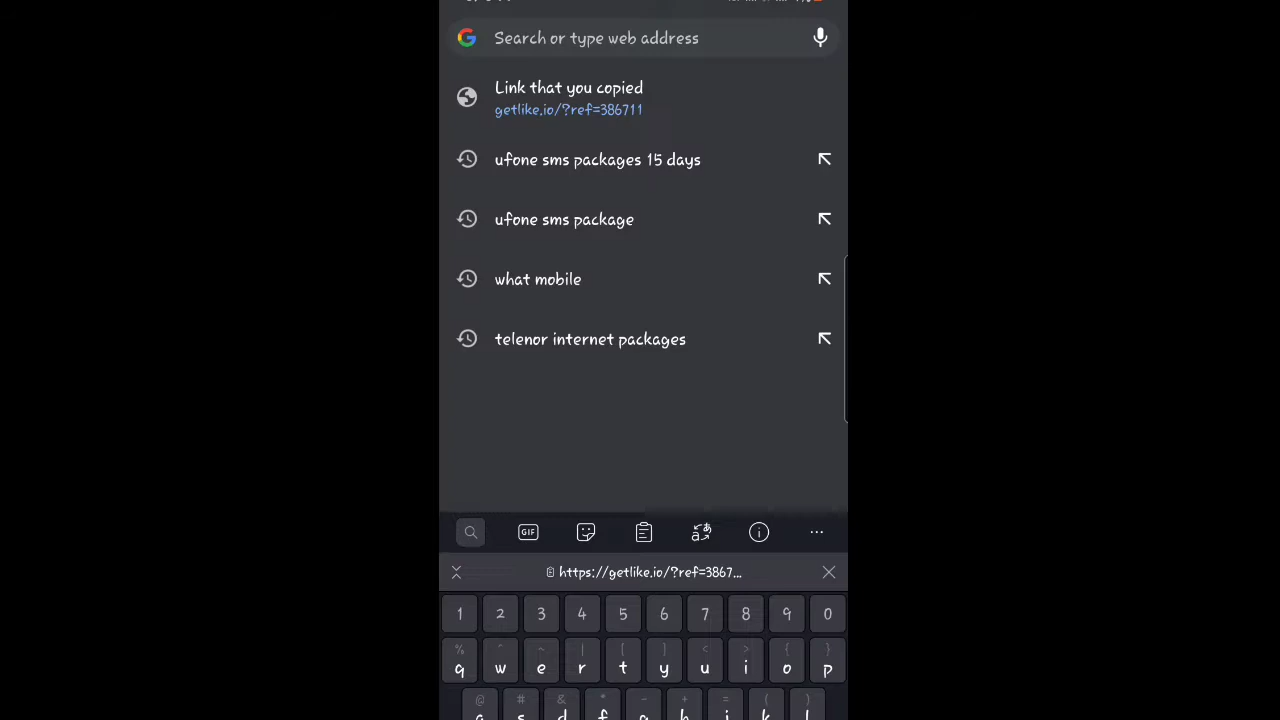 Search or type web address
Link that you copied
getlike.io/?ref=386711
ufone sms packages 15 days
ufone sms package
what mobile
telenor internet packages
GIF
https://getlike.io/?ref=3867...
1 2 3 4 5 6 7 8 9 0
% ^ ~ | [ ] < > { }
q w e r t y u i o p
@ # & * - + = ( )
a s d f g h j k l